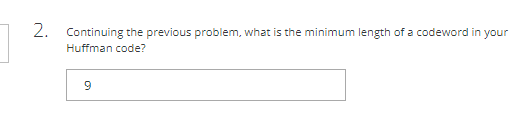 2. Continuing the previous problem, what is the minimum length of a codeword in your
Huffman code?
9